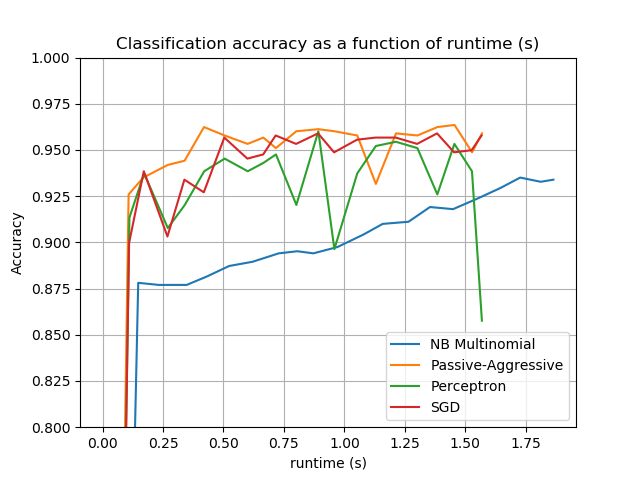 Classification accuracy as a function of runtime (s)
1.000
0.975
0.950
0.925
0.900
0.875
0.850
0.825
0.800
Accuracy
NB Multinomial
Passive-Aggressive
Perceptron
SGD
0.00 0.25 0.50 0.75 1.00 1.25 1.50 1.75
runtime (s)